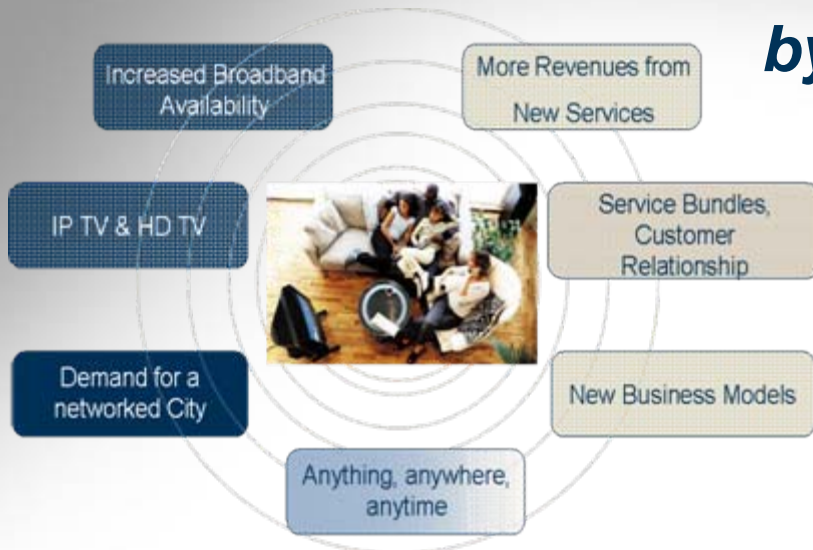 by
Increased Broadband
Availability
More Revenues from
New Services
IP TV & HD TV
Service Bundles,
Customer
Relationship
Demand for a
networked City
New Business Models
Anything, anywhere,
anytime